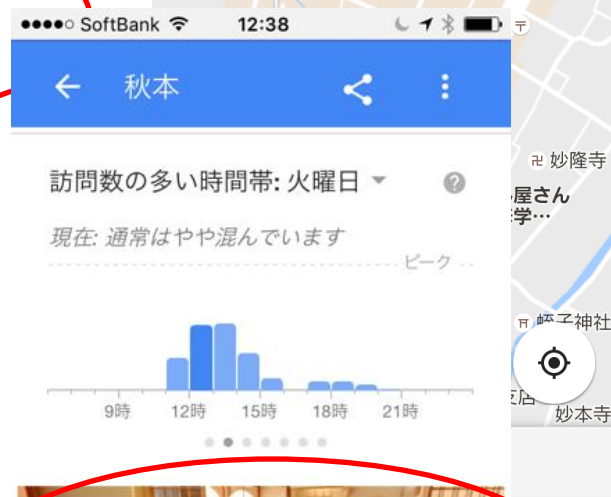 SoftBank 12:38
秋本
訪問数の多い時間帯: 火曜日
現在: 通常はやや混んでいます
ピーク
9時 12時 15時 18時 21時
妙隆寺
屋さん
学…
蛭子神社
妙本寺